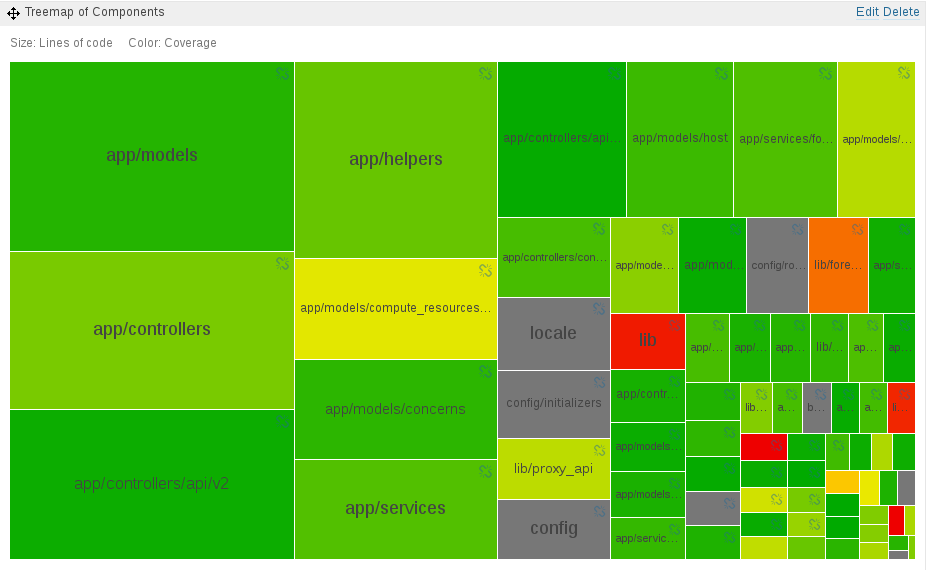 Treemap of Components
Edit Delete
Size: Lines of code Color: Coverage
app/models
app/helpers
app/controllers/api...
app/models/host
app/services/fo...
app/models/...
app/controllers/con...
app/mode...
app/mod...
config/ro...
lib/fore...
app/s...
app/controllers
app/models/compute_resources...
locale
lib
app/...
app/...
app...
lib/...
ap...
ap...
app/models/concerns
config/initializers
app/contr...
lib...
a...
b...
a...
a...
l...
app/controllers/api/v2
lib/proxy_api
app/models...
app/services
config
app/models...
app/servic...